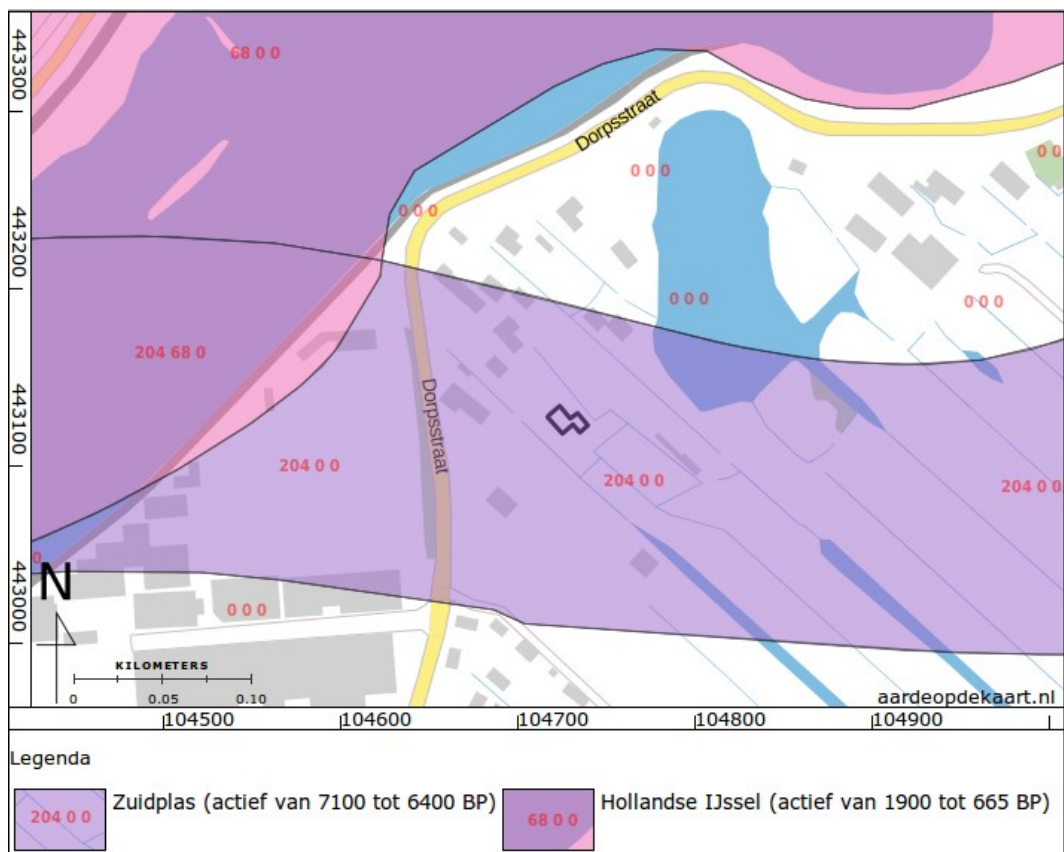 443300
443200
443100
443000
68 0 0
Dorpsstraat
0 0 0
0 0
0 0 0
0 0 0
0 0 0
204 68 0
Dorpsstraat
204 0 0
204 0 0
204 0 0
0
N
0 0 0
KILOMETERS
0 0.05 0.10
aardeopdekaart.nl
104500 104600 104700 104800 104900
Legenda
204 0 0 Zuidplas (actief van 7100 tot 6400 BP) 68 0 0 Hollandse IJssel (actief van 1900 tot 665 BP)